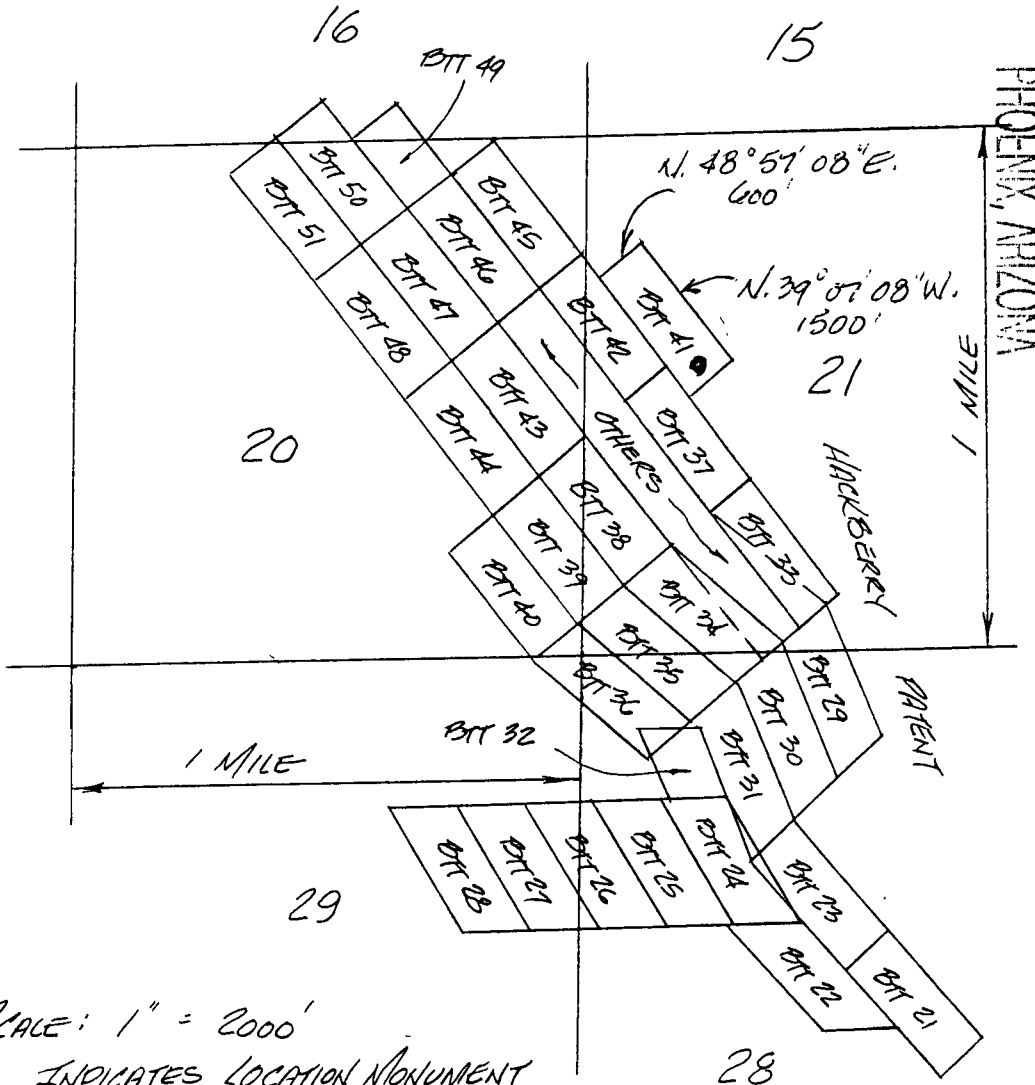 16
15
BTT 49
PHOENIX, ARIZONA
N. 48° 57' 08" E.
600'
BTT 50
BTT 51
BTT 45
BTT 46
BTT 47
BTT 48
N. 39° 07' 08" W.
1500'
BTT 41
BTT 42
21
1 MILE
BTT 43
BTT 44
20
OTHERS
BTT 37
HACKBERRY
BTT 38
BTT 33
BTT 39
BTT 40
BTT 34
BTT 35
BTT 36
BTT 29
PATENT
BTT 30
BTT 32
BTT 31
1 MILE
BTT 28
BTT 27
BTT 26
BTT 25
BTT 24
BTT 23
29
BTT 22
BTT 21
SCALE: 1" = 2000'
INDICATES LOCATION MONUMENT
28